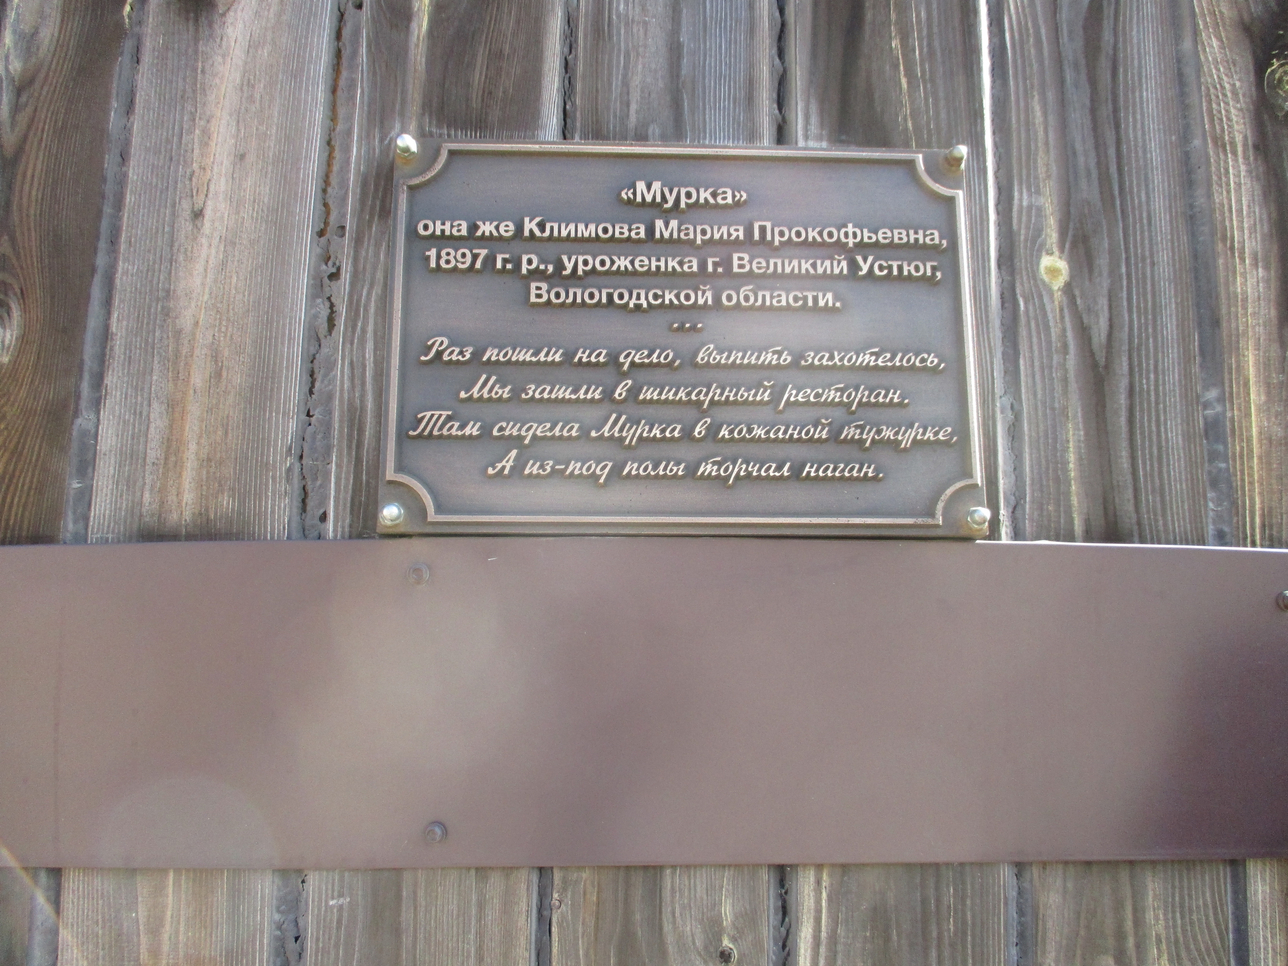 «Мурка»
она же Климова Мария Прокофьевна,
1897 г. р., уроженка г. Великий Устюг,
Вологодской области.
...
Раз пошли на дело, выпить захотелось,
Мы зашли в шикарный ресторан.
Там сидела Мурка в кожаной тужурке,
А из-под полы торчал наган.